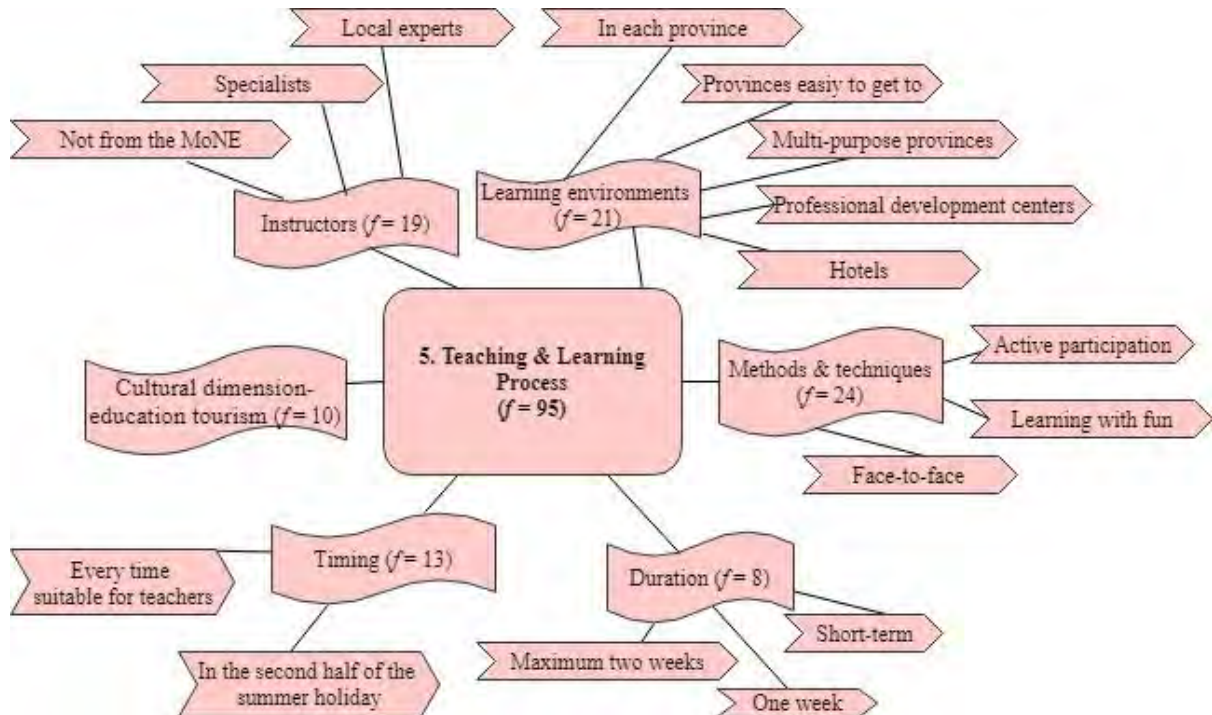 Local experts
In each province
Specialists
Provinces easiy to get to
Not from the MoNE
Multi-purpose provinces
Learning environments
(f = 21)
Professional development centers
Instructors (f = 19)
Hotels
5. Teaching & Learning
Process
(f = 95)
Active participation
Methods & techniques
(f = 24)
Cultural dimension-
education tourism (f = 10)
Learning with fun
Face-to-face
Timing (f = 13)
Every time
suitable for teachers
Duration (f = 8)
Short-term
Maximum two weeks
In the second half of the
summer holiday
One week